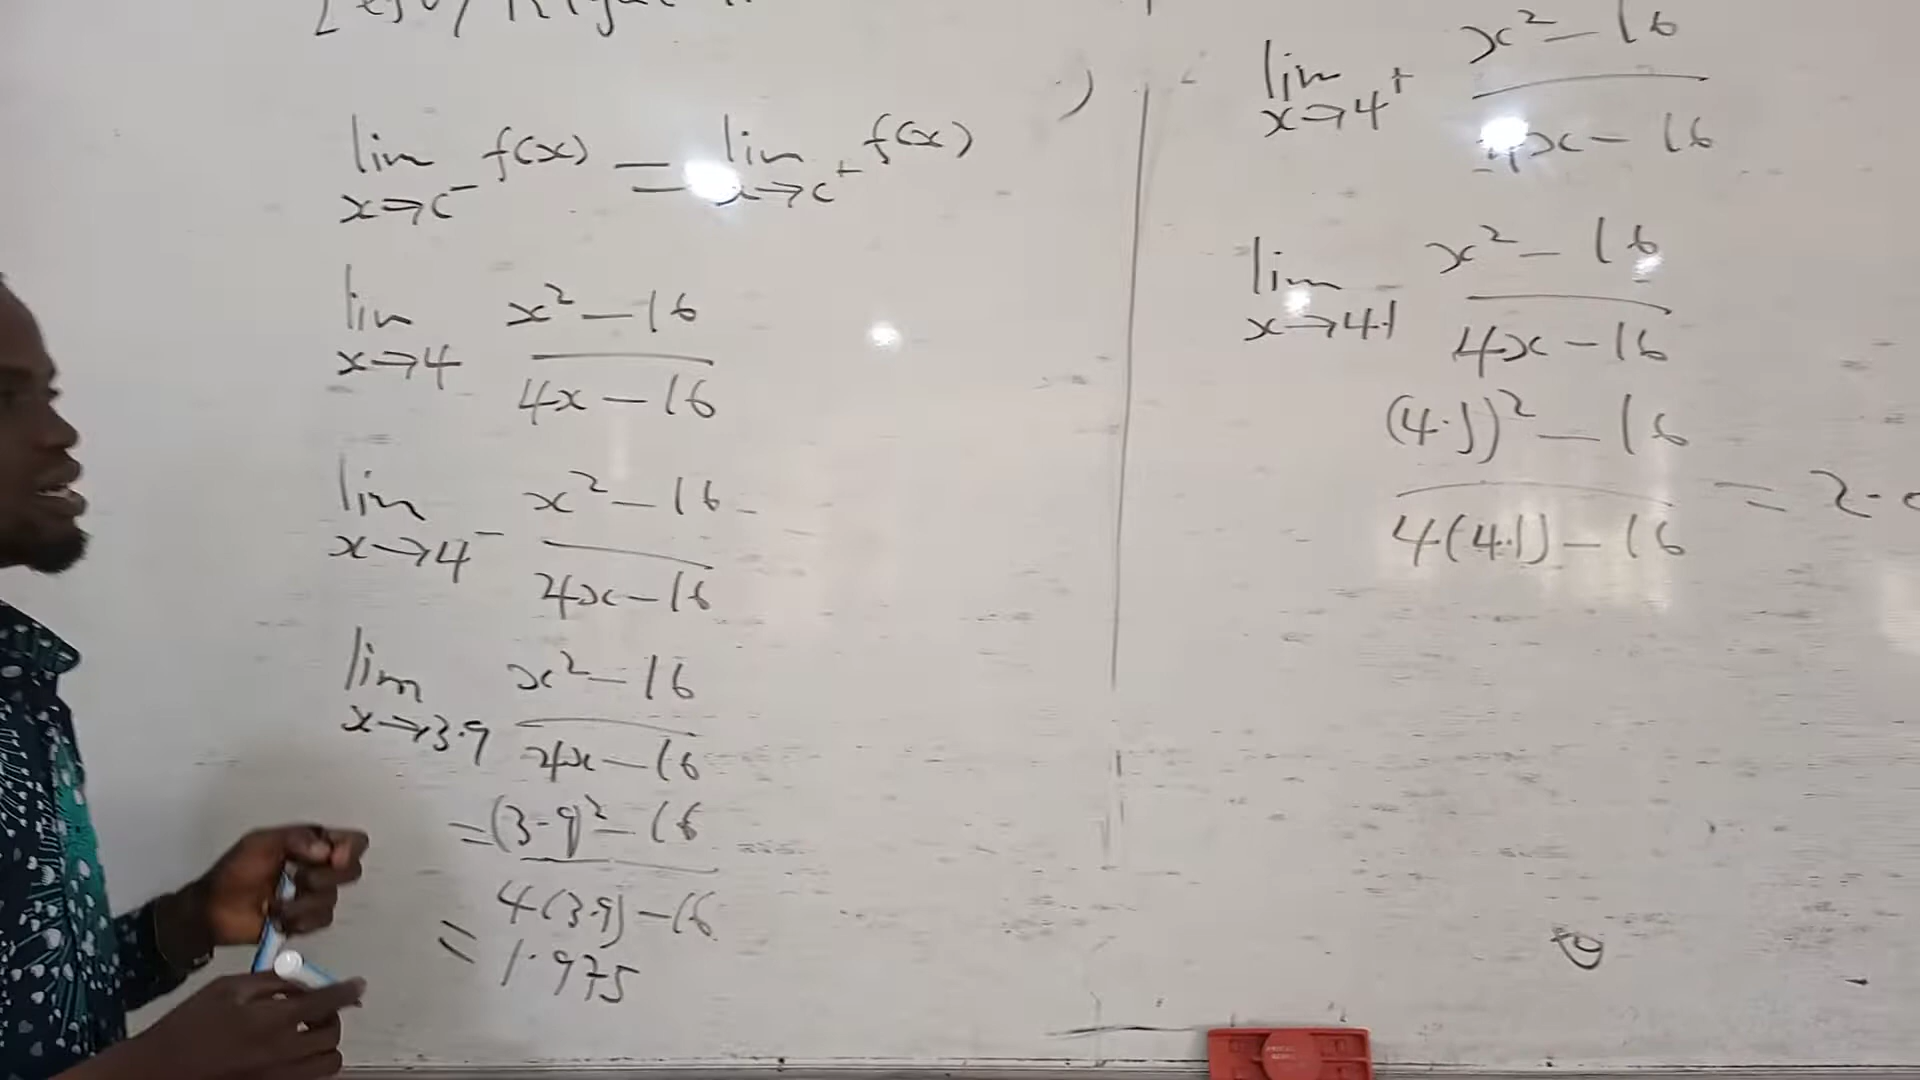 lim f(x) = lim f(x)
x→c⁻ x→c⁺
lim x²-16
x→4 4x-16
lim x²-16
x→4⁻ 4x-16
lim x²-16
x→3.9 4x-16
=(3.9)²-16
4(3.9)-16
= 1.975
lim x²-16
x→4⁺ 4x-16
lim x²-16
x→4.1 4x-16
(4.1)²-16
4(4.1)-16
= 2.0